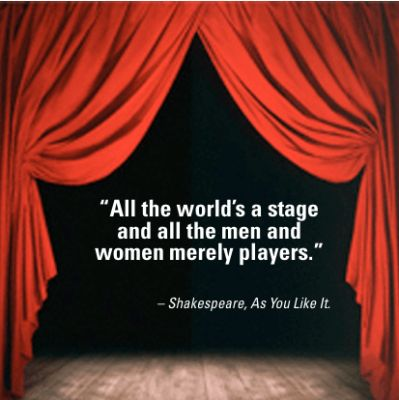 “All the world’s a stage
and all the men and
women merely players.”
– Shakespeare, As You Like It.